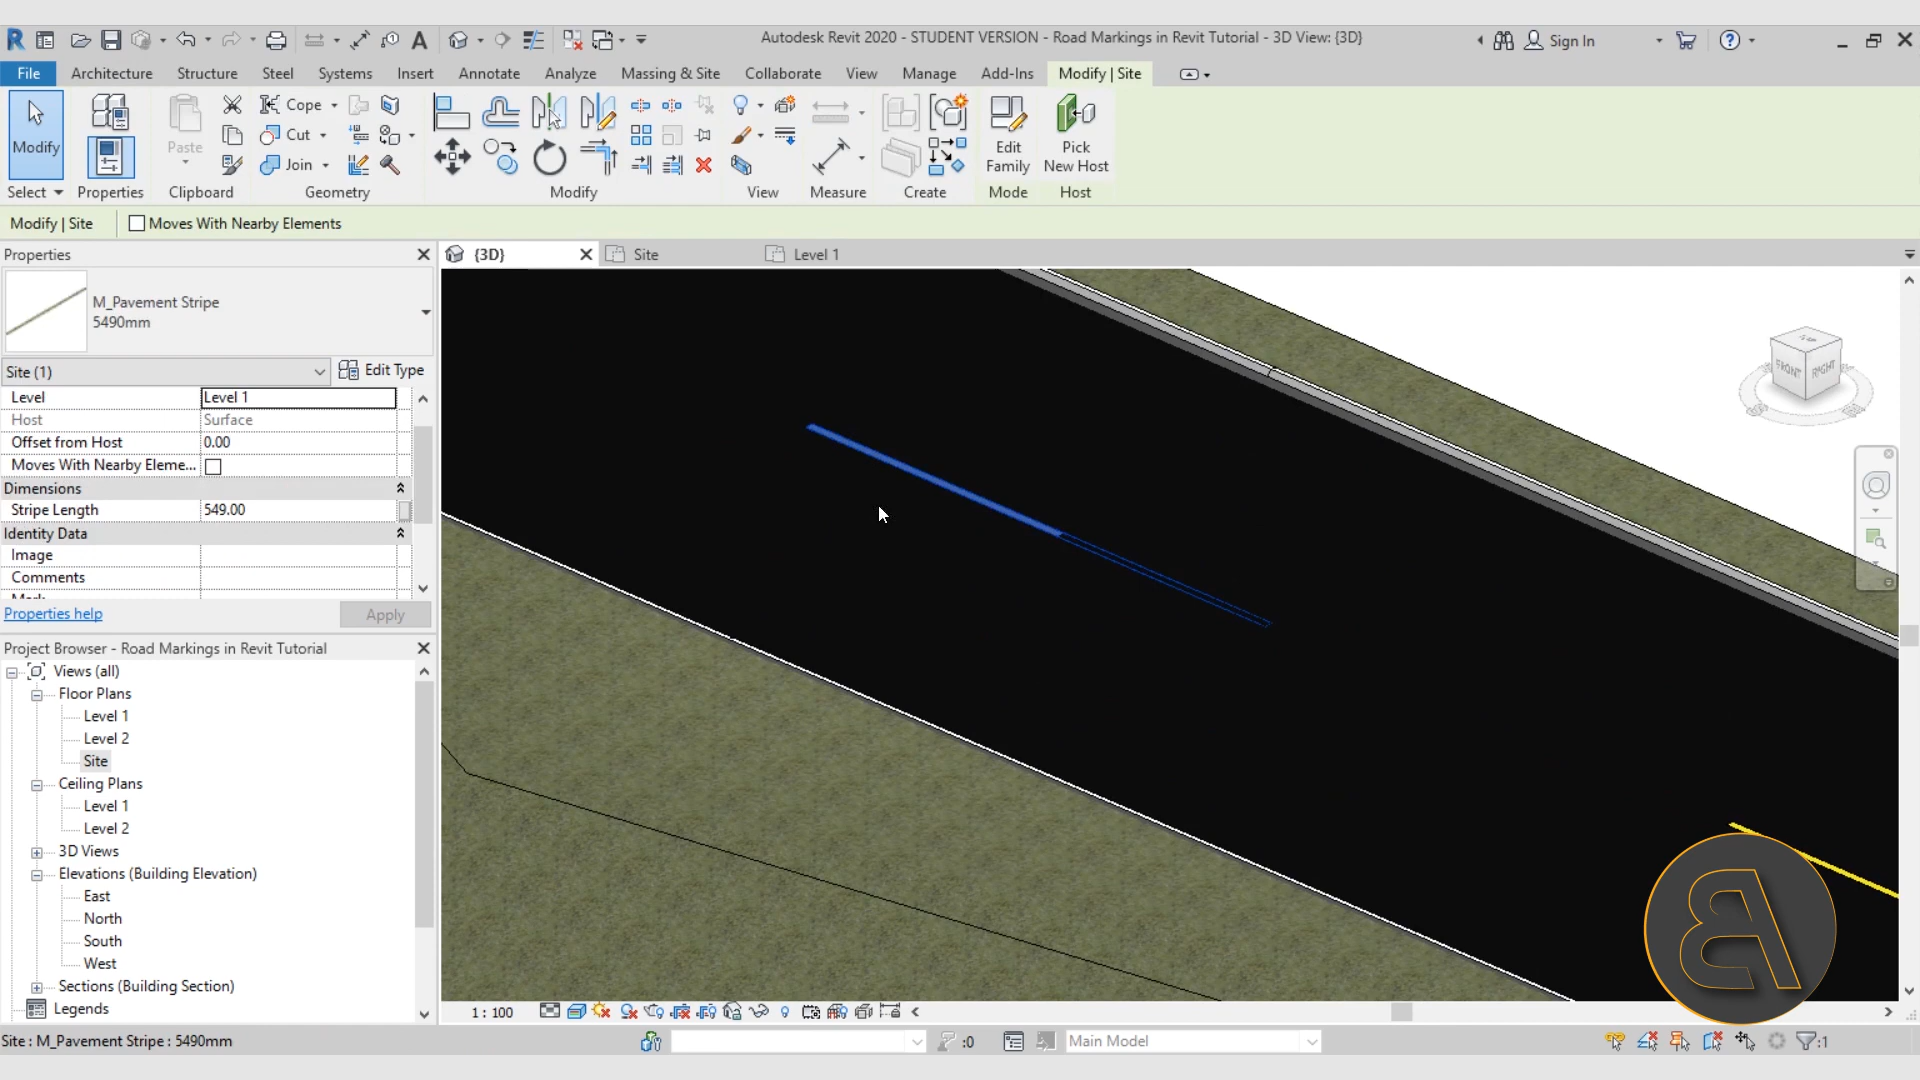 Autodesk Revit 2020 - STUDENT VERSION - Road Markings in Revit Tutorial - 3D View: {3D}
Sign In
File Architecture Structure Steel Systems Insert Annotate Analyze Massing & Site Collaborate View Manage Add-Ins Modify | Site
Modify Paste Cope Cut Join Edit Family Pick New Host
Select Properties Clipboard Geometry Modify View Measure Create Mode Host
Modify | Site Moves With Nearby Elements
Properties
{3D} Site Level 1
M_Pavement Stripe
5490mm
Site (1) Edit Type
Level Level 1
Host Surface
Offset from Host 0.00
Moves With Nearby Eleme...
Dimensions
Stripe Length 549.00
Identity Data
Image
Comments
Properties help Apply
Project Browser - Road Markings in Revit Tutorial
Views (all)
Floor Plans
Level 1
Level 2
Site
Ceiling Plans
Level 1
Level 2
3D Views
Elevations (Building Elevation)
East
North
South
West
Sections (Building Section)
Legends
FRONT RIGHT
1 : 100
Site : M_Pavement Stripe : 5490mm :0 Main Model :1